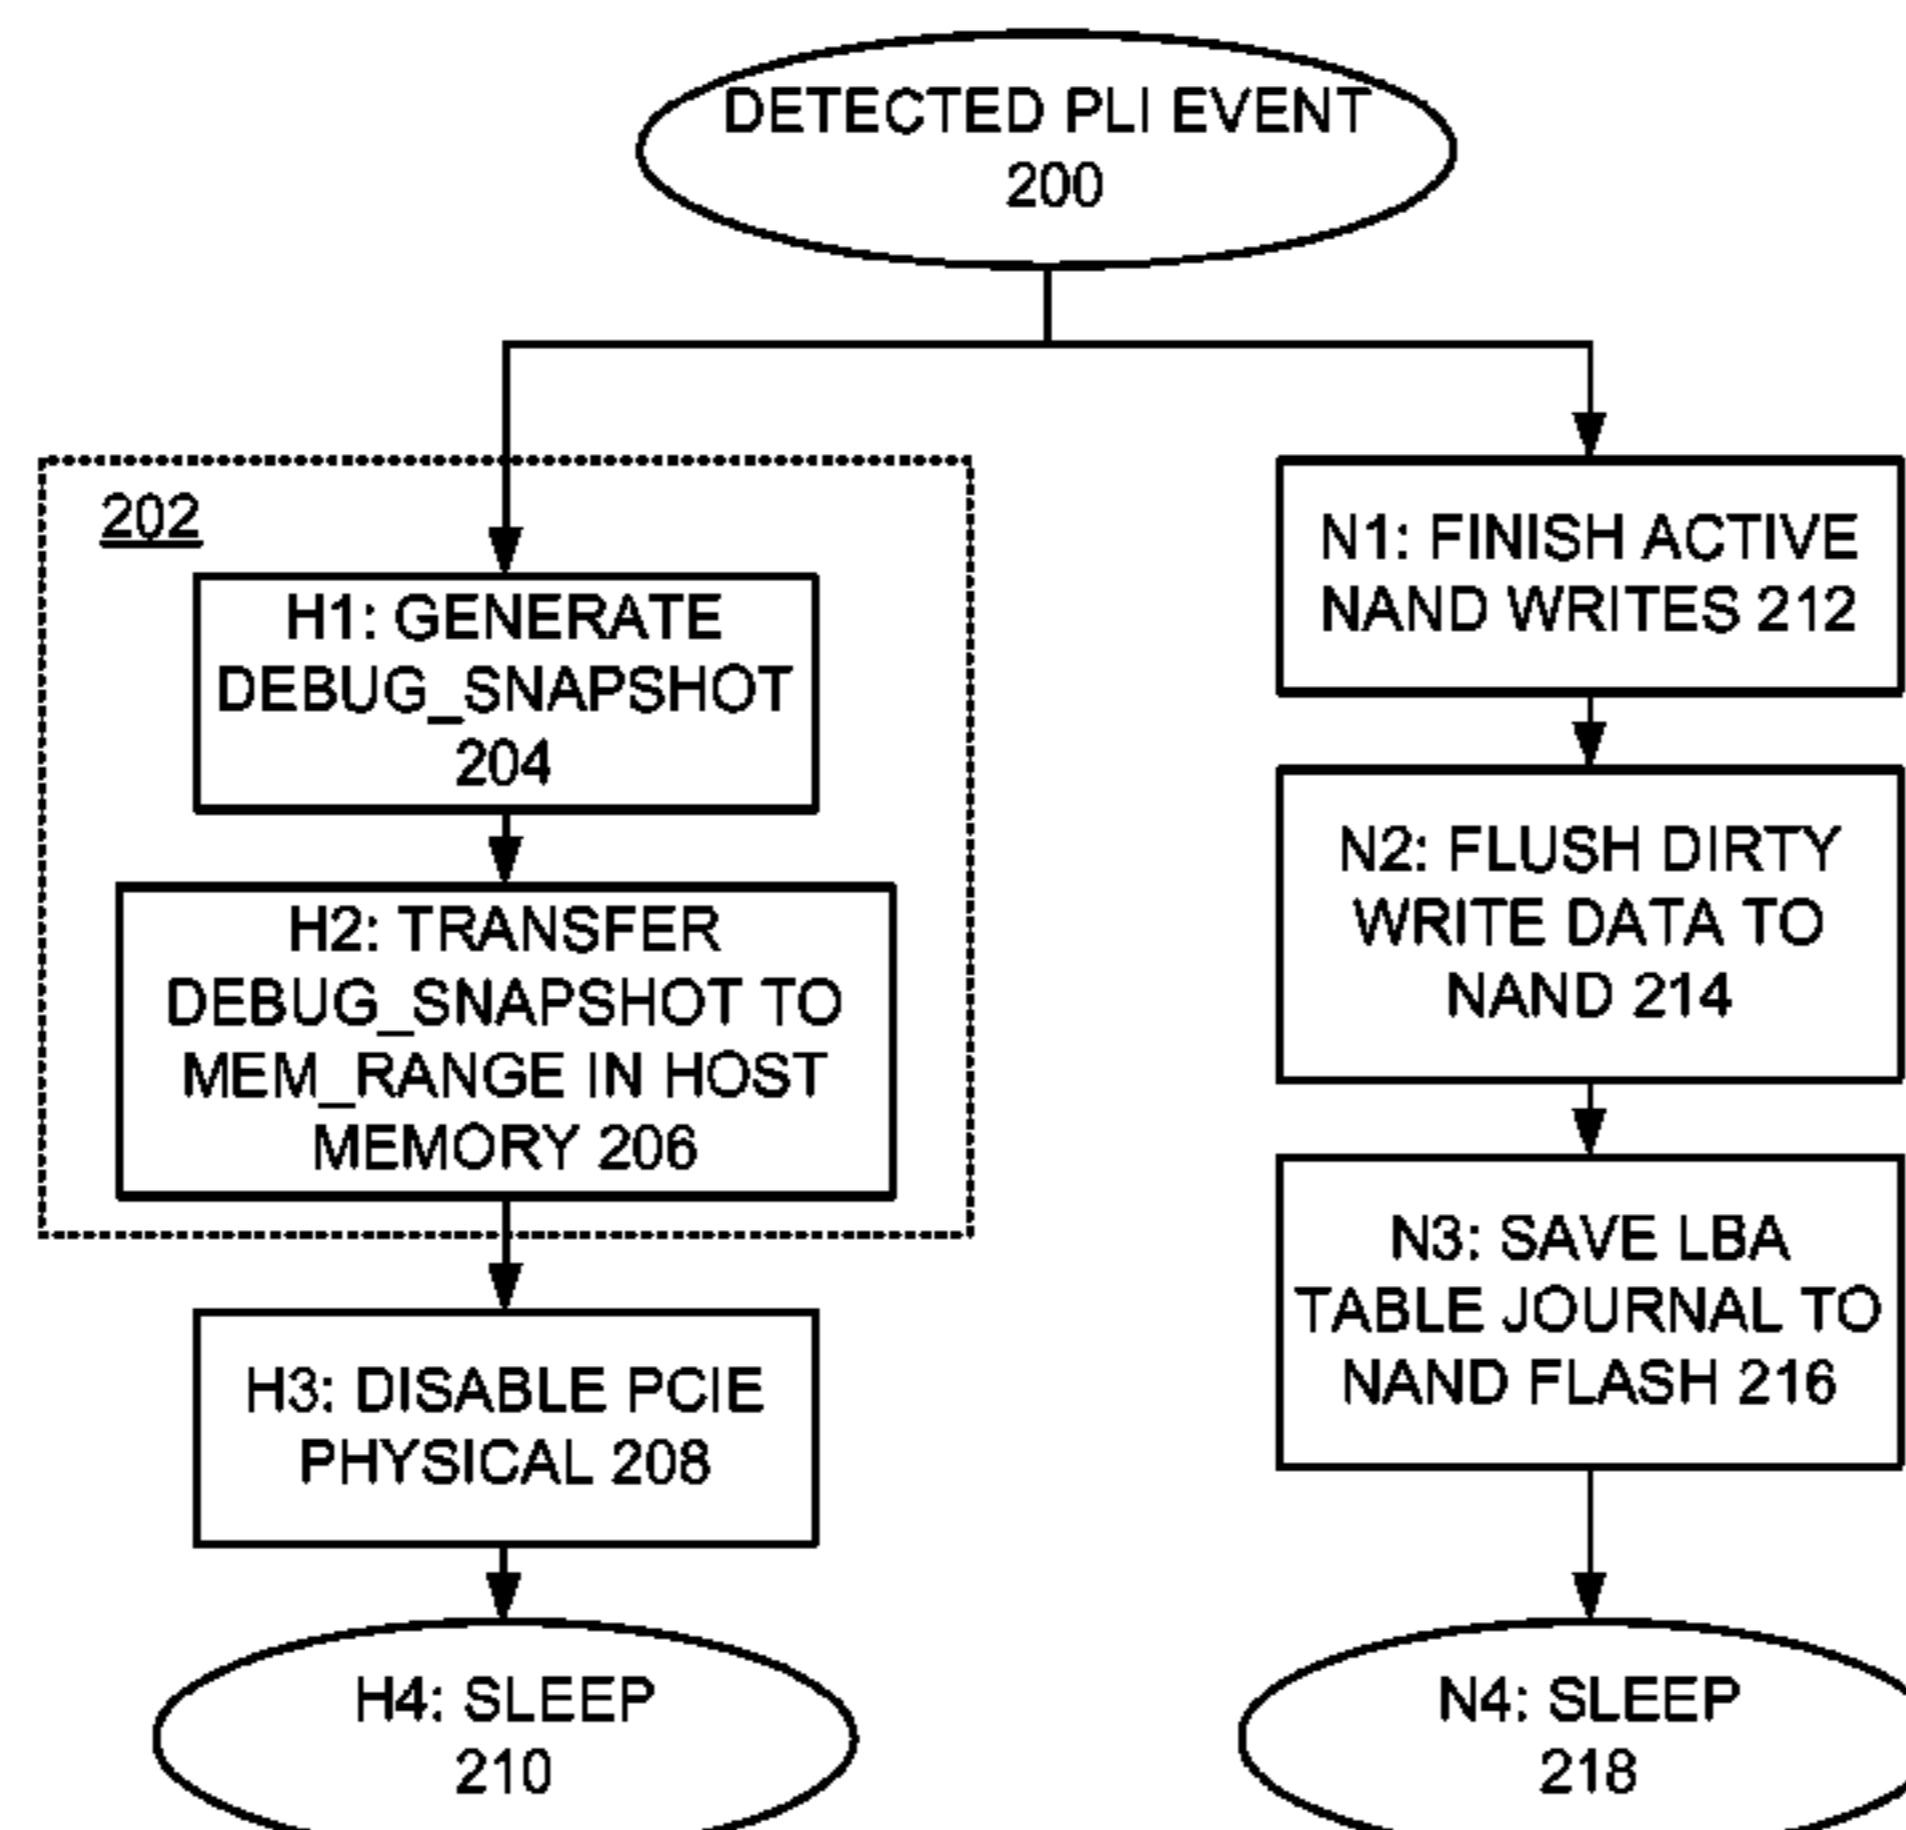 DETECTED PLI EVENT
200
202
H1: GENERATE
DEBUG_SNAPSHOT
204
H2: TRANSFER
DEBUG_SNAPSHOT TO
MEM_RANGE IN HOST
MEMORY 206
H3: DISABLE PCIE
PHYSICAL 208
H4: SLEEP
210
N1: FINISH ACTIVE
NAND WRITES 212
N2: FLUSH DIRTY
WRITE DATA TO
NAND 214
N3: SAVE LBA
TABLE JOURNAL TO
NAND FLASH 216
N4: SLEEP
218